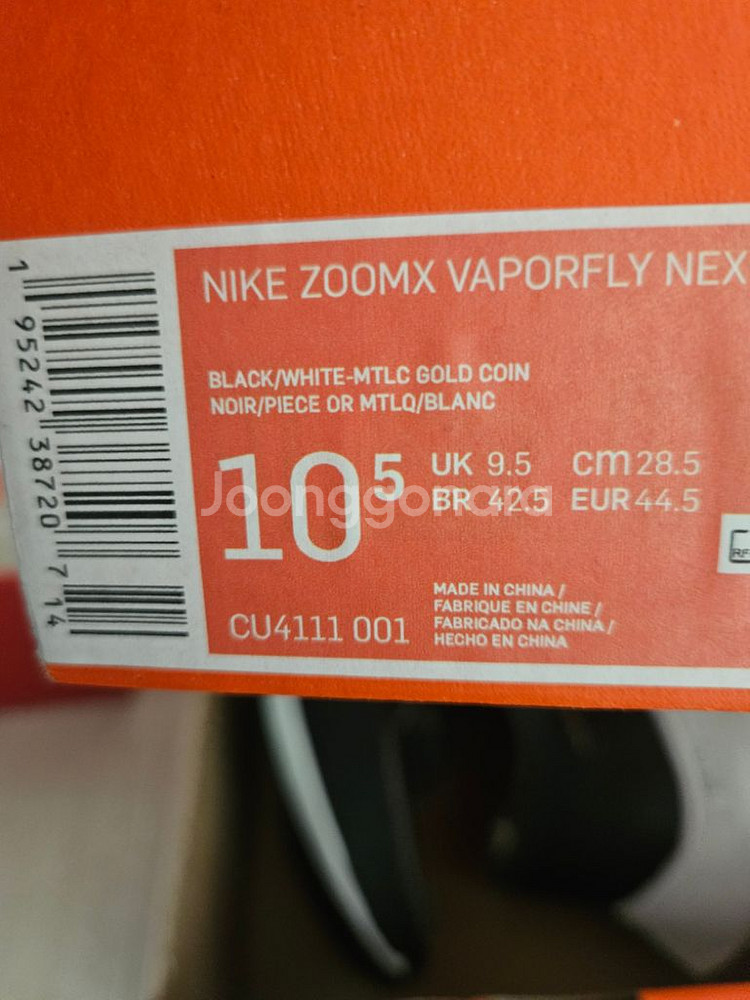 NIKE ZOOMX VAPORFLY NEX
BLACK/WHITE-MTLC GOLD COIN
NOIR/PIECE OR MTLQ/BLANC
10 5
UK 9.5 cm 28.5
BR 42.5 EUR 44.5
CU4111 001
MADE IN CHINA /
FABRIQUE EN CHINE /
FABRICADO NA CHINA /
HECHO EN CHINA
1 95242 38720 7 14
Joonggonara
RF